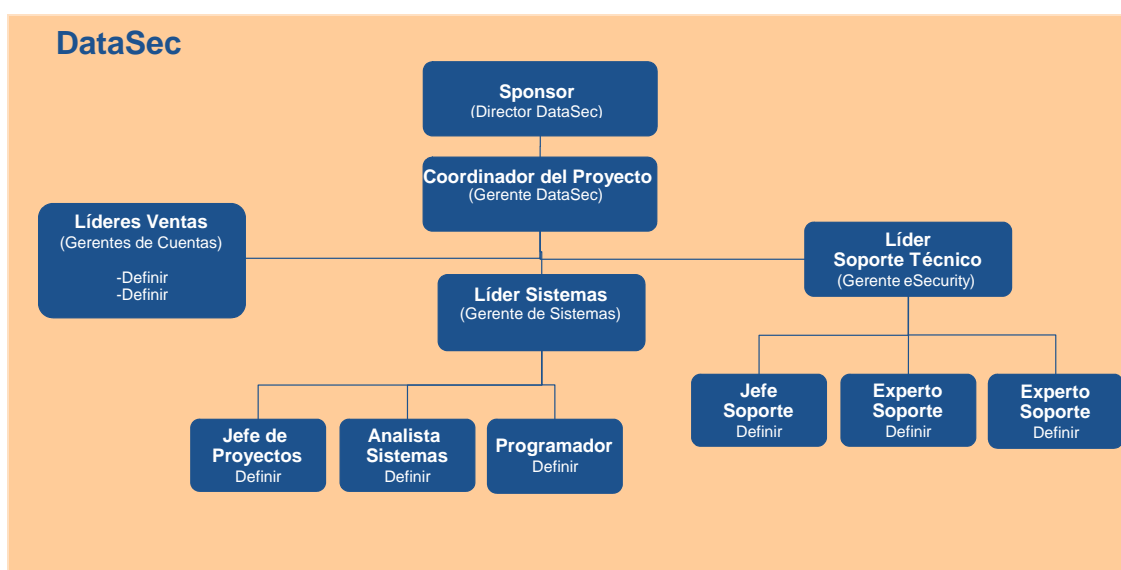 DataSec
Sponsor
(Director DataSec)
Coordinador del Proyecto
(Gerente DataSec)
Líderes Ventas
(Gerentes de Cuentas)
-Definir
-Definir
Líder Sistemas
(Gerente de Sistemas)
Líder
Soporte Técnico
(Gerente eSecurity)
Jefe de
Proyectos
Definir
Analista
Sistemas
Definir
Programador
Definir
Jefe
Soporte
Definir
Experto
Soporte
Definir
Experto
Soporte
Definir